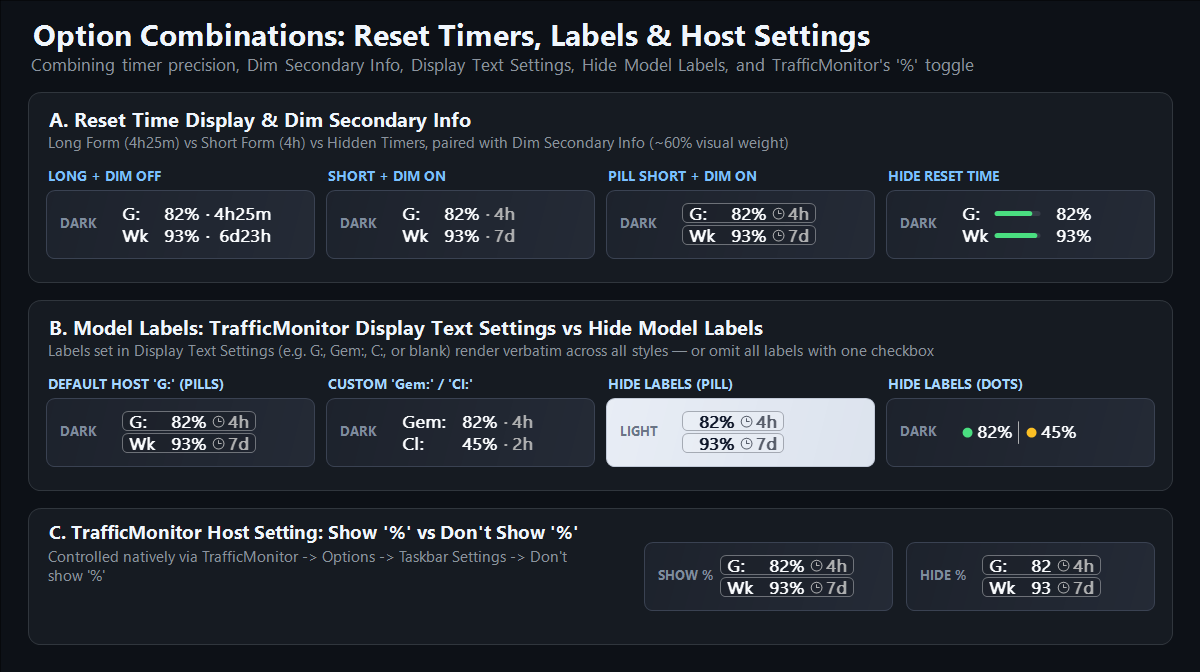 Option Combinations: Reset Timers, Labels & Host Settings
Combining timer precision, Dim Secondary Info, Display Text Settings, Hide Model Labels, and TrafficMonitor's '%' toggle
A. Reset Time Display & Dim Secondary Info
Long Form (4h25m) vs Short Form (4h) vs Hidden Timers, paired with Dim Secondary Info (~60% visual weight)
LONG + DIM OFF
DARK
G: 82% · 4h25m
Wk 93% · 6d23h
SHORT + DIM ON
DARK
G: 82% · 4h
Wk 93% · 7d
PILL SHORT + DIM ON
DARK
G: 82% 4h
Wk 93% 7d
HIDE RESET TIME
DARK
G: 82%
Wk 93%
B. Model Labels: TrafficMonitor Display Text Settings vs Hide Model Labels
Labels set in Display Text Settings (e.g. G:, Gem:, C:, or blank) render verbatim across all styles — or omit all labels with one checkbox
DEFAULT HOST 'G:' (PILLS)
DARK
G: 82% 4h
Wk 93% 7d
CUSTOM 'Gem:' / 'Cl:'
DARK
Gem: 82% · 4h
Cl: 45% · 2h
HIDE LABELS (PILL)
LIGHT
82% 4h
93% 7d
HIDE LABELS (DOTS)
DARK
82% 45%
C. TrafficMonitor Host Setting: Show '%' vs Don't Show '%'
Controlled natively via TrafficMonitor -> Options -> Taskbar Settings -> Don't
show '%'
SHOW %
G: 82% 4h
Wk 93% 7d
HIDE %
G: 82 4h
Wk 93 7d